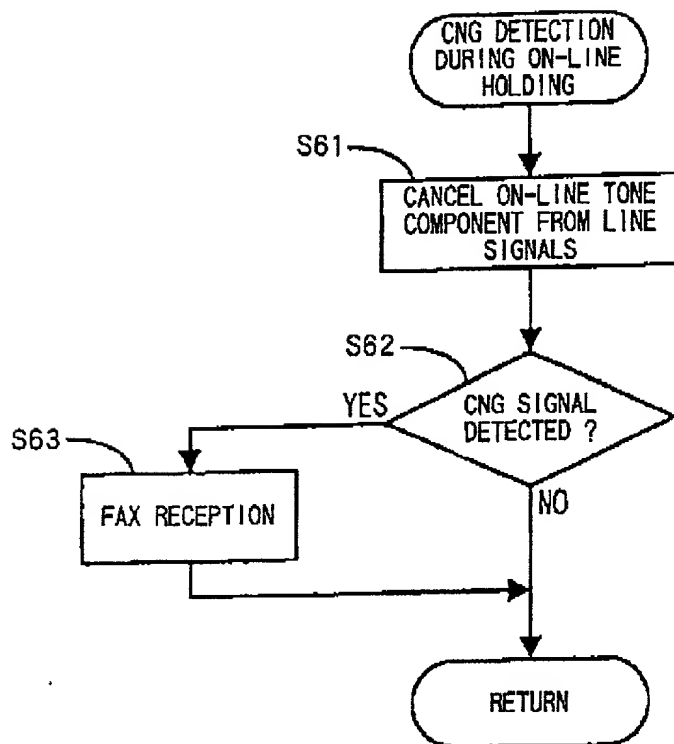 CNG DETECTION
DURING ON-LINE
HOLDING
S61
CANCEL ON-LINE TONE
COMPONENT FROM LINE
SIGNALS
S62
YES
CNG SIGNAL
DETECTED ?
S63
FAX RECEPTION
NO
RETURN